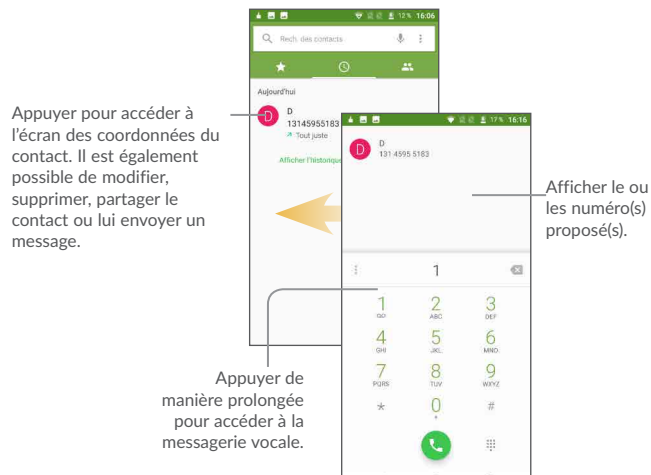 12% 16:06
Rech. des contacts
Aujourd'hui
D
D
13145955183
Tout juste
Afficher l'historique
Appuyer pour accéder à
l'écran des coordonnées du
contact. Il est également
possible de modifier,
supprimer, partager le
contact ou lui envoyer un
message.
17% 16:16
D
D
131 4595 5183
Afficher le ou
les numéro(s)
proposé(s).
1
1
2 ABC
3 DEF
4 GHI
5 JKL
6 MNO
7 PQRS
8 TUV
9 WXYZ
* 0 #
+
Appuyer de
manière prolongée
pour accéder à la
messagerie vocale.